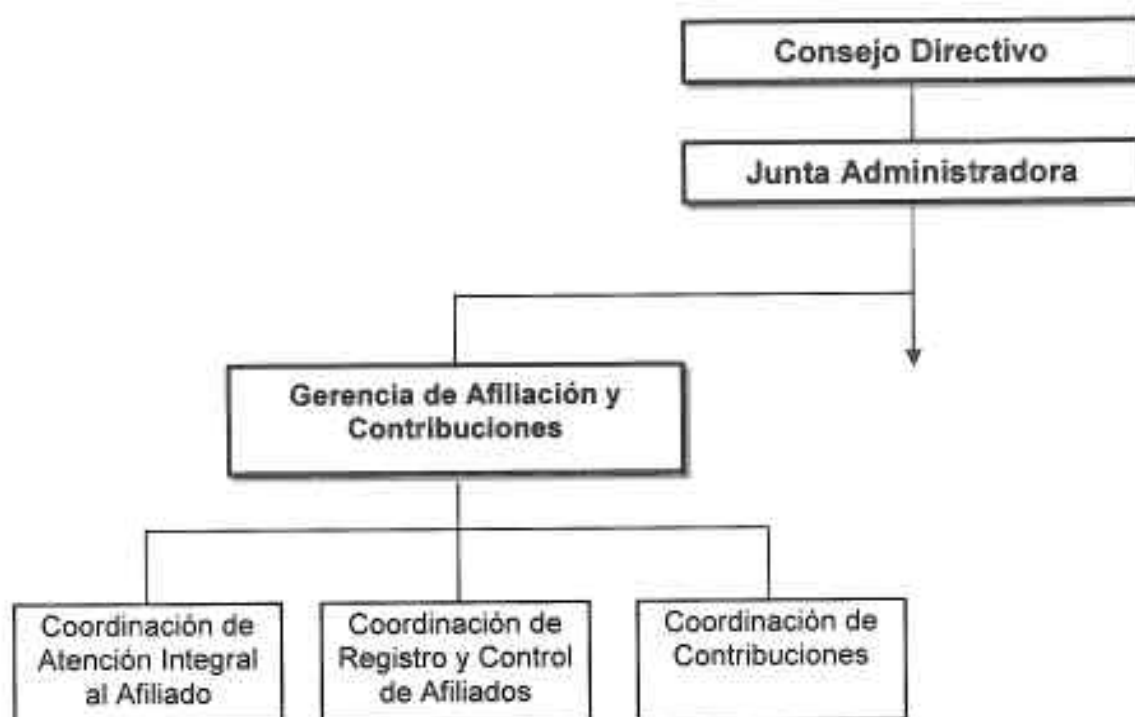 Consejo Directivo
Junta Administradora
Gerencia de Afiliación y
Contribuciones
Coordinación de
Atención Integral
al Afiliado
Coordinación de
Registro y Control
de Afiliados
Coordinación de
Contribuciones